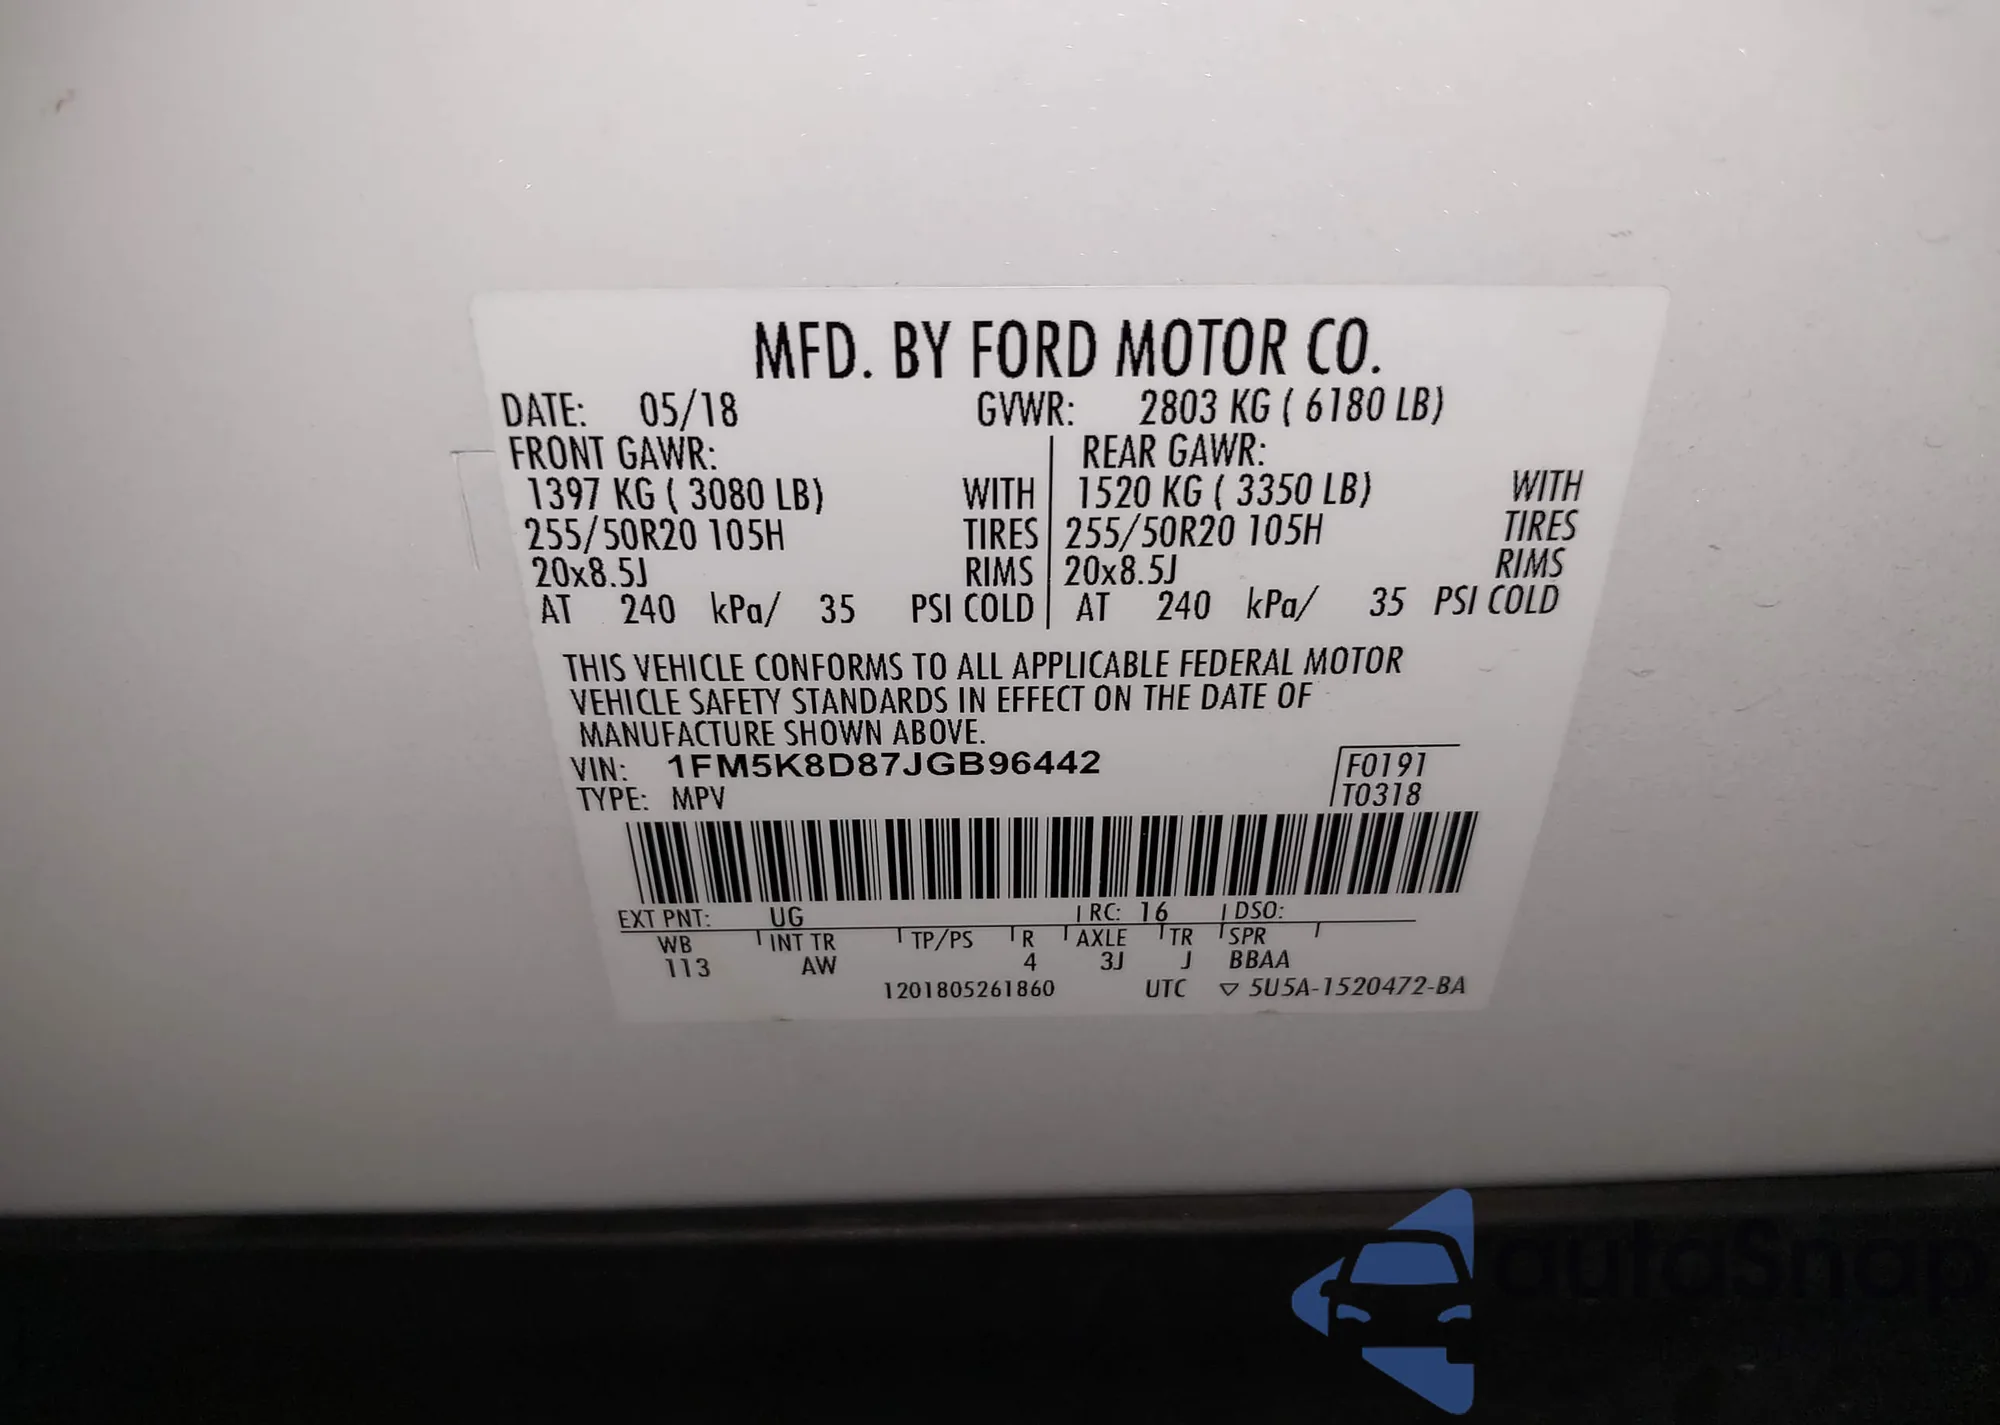 MFD. BY FORD MOTOR CO.
DATE: 05/18 GVWR: 2803 KG ( 6180 LB)
FRONT GAWR: REAR GAWR:
1397 KG ( 3080 LB) WITH 1520 KG ( 3350 LB) WITH
255/50R20 105H TIRES 255/50R20 105H TIRES
20x8.5J RIMS 20x8.5J RIMS
AT 240 kPa/ 35 PSI COLD AT 240 kPa/ 35 PSI COLD
THIS VEHICLE CONFORMS TO ALL APPLICABLE FEDERAL MOTOR
VEHICLE SAFETY STANDARDS IN EFFECT ON THE DATE OF
MANUFACTURE SHOWN ABOVE.
VIN: 1FM5K8D87JGB96442 F0191
TYPE: MPV T0318
EXT PNT: UG RC: 16 DSO:
WB INT TR TP/PS R AXLE TR SPR
113 AW 4 3J J BBAA
1201805261860 UTC ▽ 5U5A-1520472-BA
autoSnap